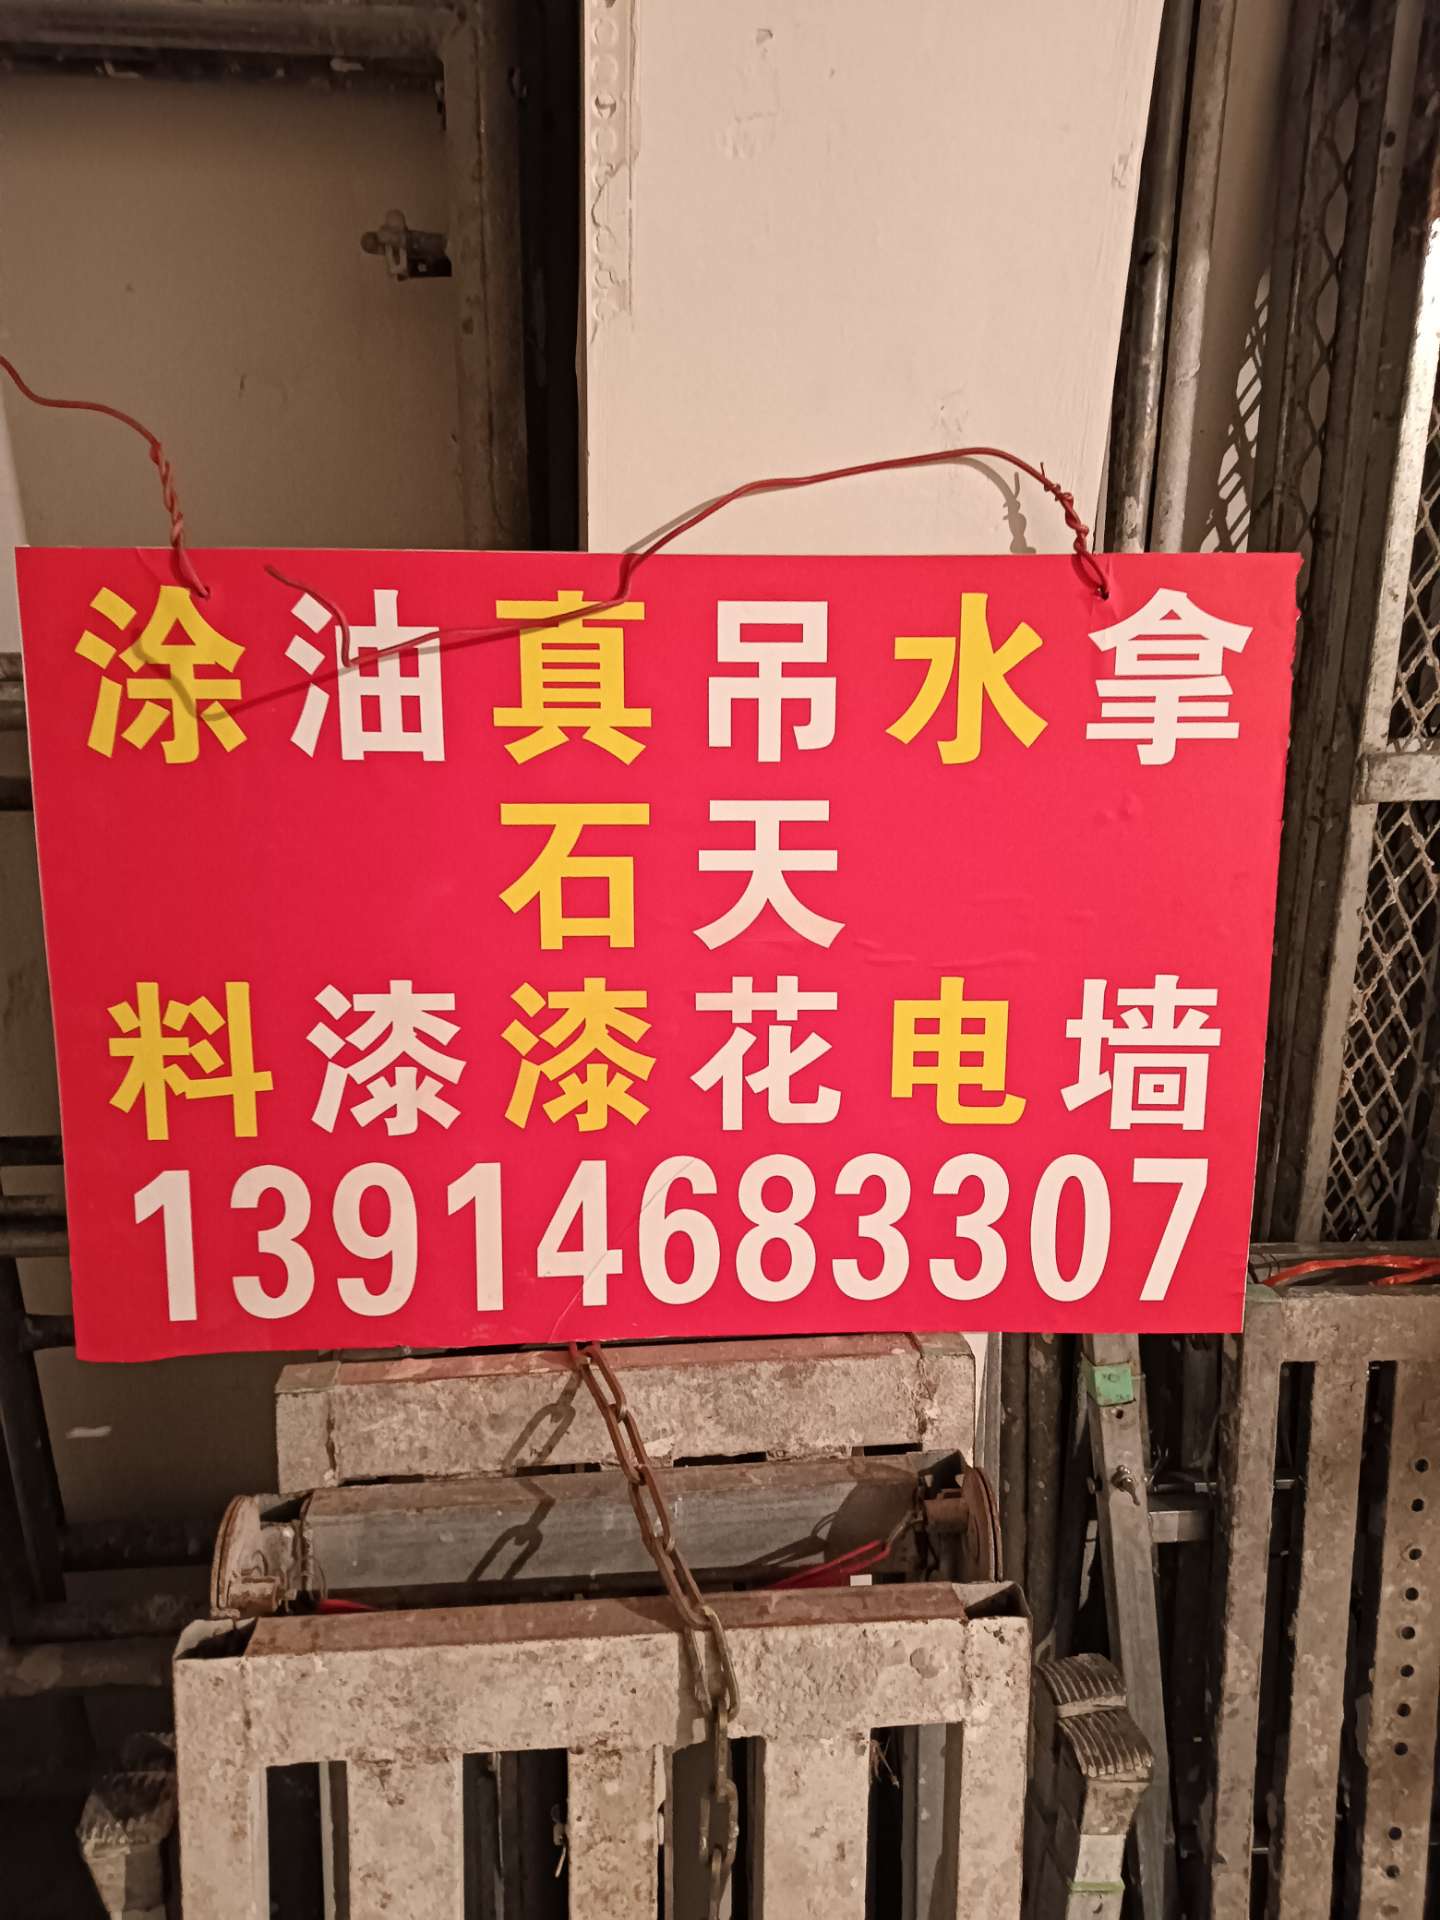 涂料
油漆
真石漆
吊天花
水电
拿墙
13914683307